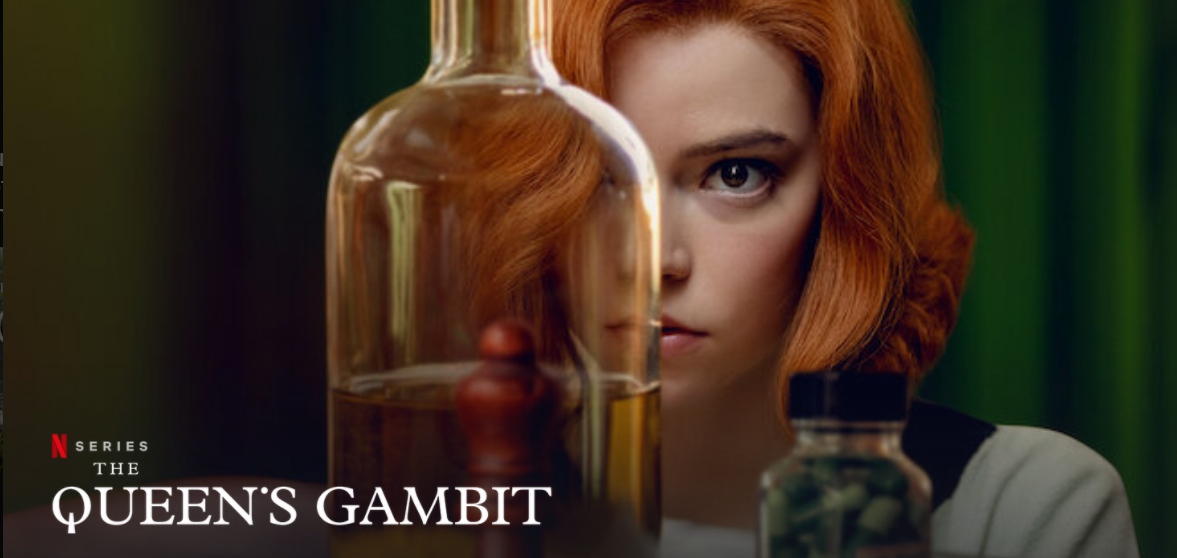 N SERIES
THE
QUEEN'S GAMBIT